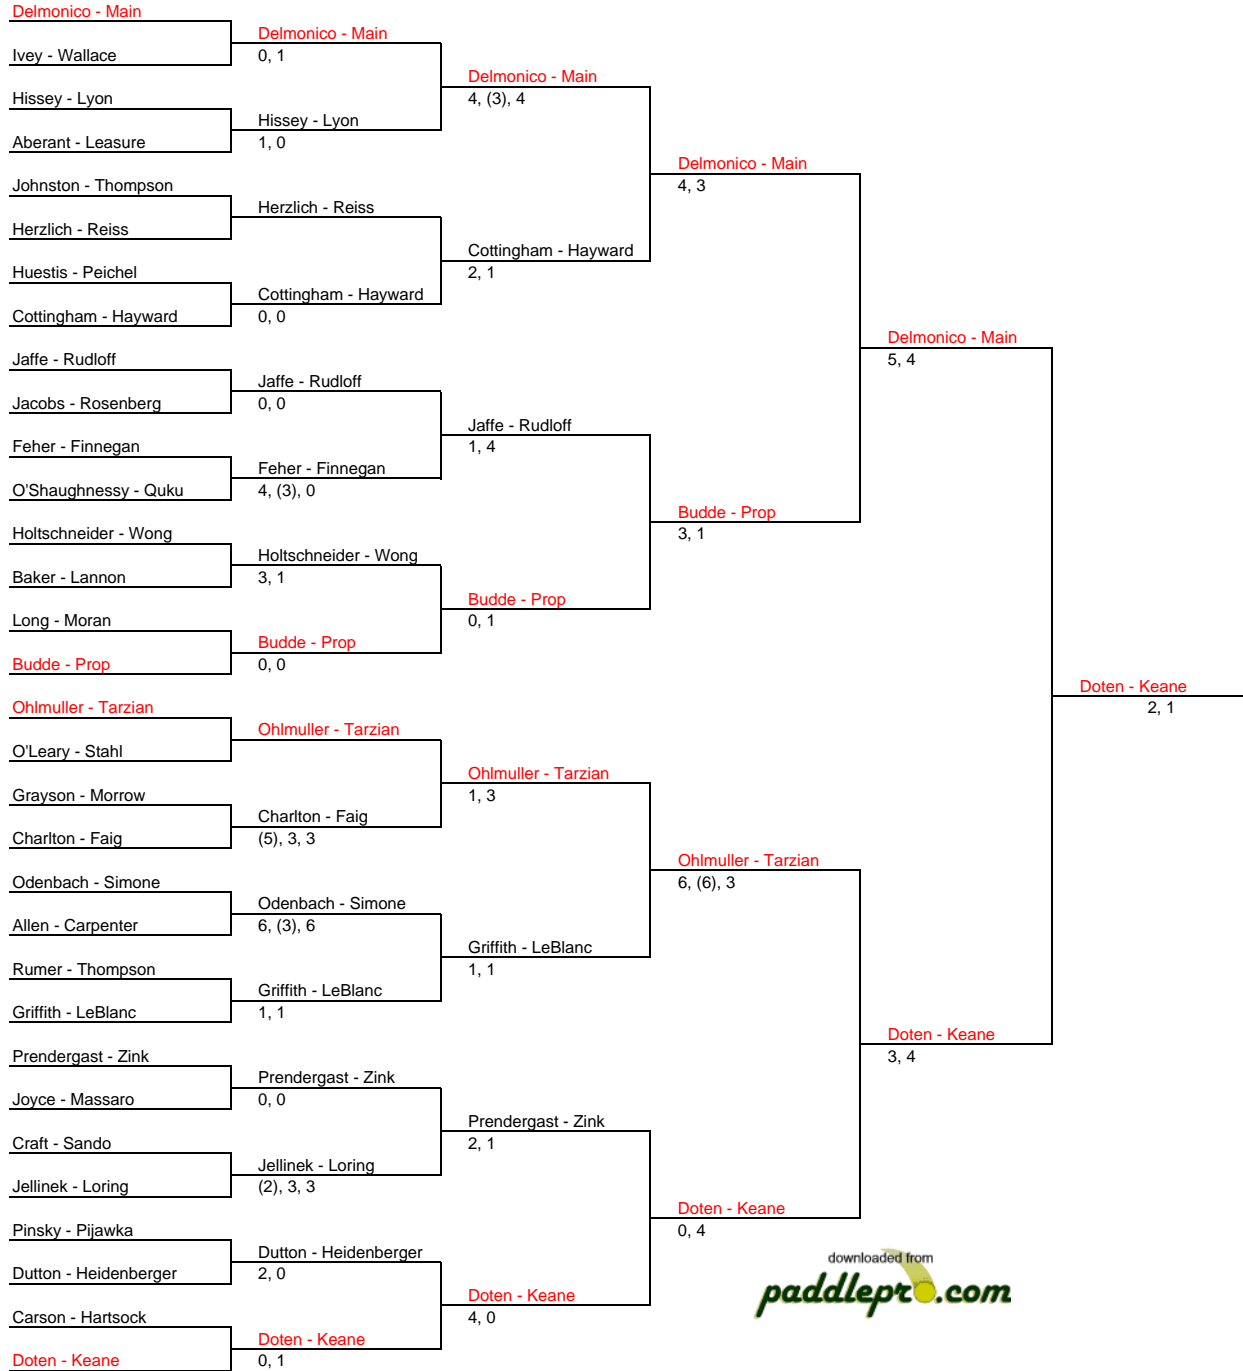 Delmonico - Main
Ivey - Wallace
Hissey - Lyon
Aberant - Leasure
Johnston - Thompson
Herzlich - Reiss
Huestis - Peichel
Cottingham - Hayward
Jaffe - Rudloff
Jacobs - Rosenberg
Feher - Finnegan
O'Shaughnessy - Quku
Holtschneider - Wong
Baker - Lannon
Long - Moran
Budde - Prop
Ohlmuller - Tarzian
O'Leary - Stahl
Grayson - Morrow
Charlton - Faig
Odenbach - Simone
Allen - Carpenter
Rumer - Thompson
Griffith - LeBlanc
Prendergast - Zink
Joyce - Massaro
Craft - Sando
Jellinek - Loring
Pinsky - Pijawka
Dutton - Heidenberger
Carson - Hartsock
Doten - Keane
Delmonico - Main
0, 1
Hissey - Lyon
1, 0
Herzlich - Reiss
Cottingham - Hayward
0, 0
Jaffe - Rudloff
0, 0
Feher - Finnegan
4, (3), 0
Holtschneider - Wong
3, 1
Budde - Prop
0, 0
Ohlmuller - Tarzian
Charlton - Faig
(5), 3, 3
Odenbach - Simone
6, (3), 6
Griffith - LeBlanc
1, 1
Prendergast - Zink
0, 0
Jellinek - Loring
(2), 3, 3
Dutton - Heidenberger
2, 0
Doten - Keane
0, 1
Delmonico - Main
4, (3), 4
Cottingham - Hayward
2, 1
Jaffe - Rudloff
1, 4
Budde - Prop
0, 1
Ohlmuller - Tarzian
1, 3
Griffith - LeBlanc
1, 1
Prendergast - Zink
2, 1
Doten - Keane
4, 0
Delmonico - Main
4, 3
Budde - Prop
3, 1
Ohlmuller - Tarzian
6, (6), 3
Doten - Keane
0, 4
Delmonico - Main
5, 4
Doten - Keane
3, 4
Doten - Keane
2, 1
downloaded from
paddlepro.com